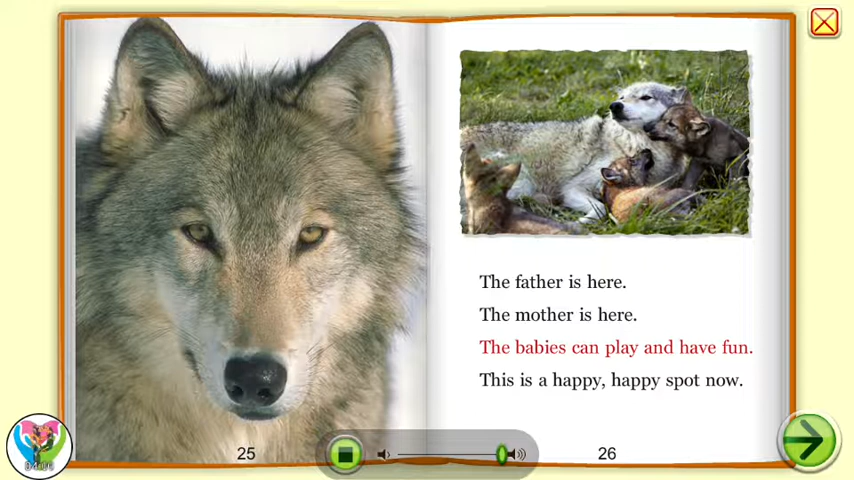 The father is here.
The mother is here.
The babies can play and have fun.
This is a happy, happy spot now.
25
26